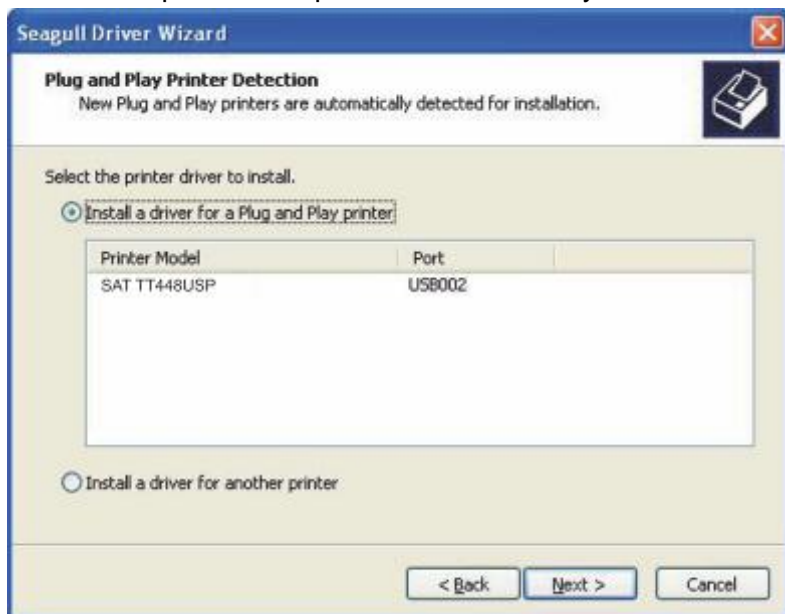 Seagull Driver Wizard
Plug and Play Printer Detection
New Plug and Play printers are automatically detected for installation.
Select the printer driver to install.
Install a driver for a Plug and Play printer
Printer Model Port
SAT TT448USP USB002
Install a driver for another printer
< Back Next > Cancel